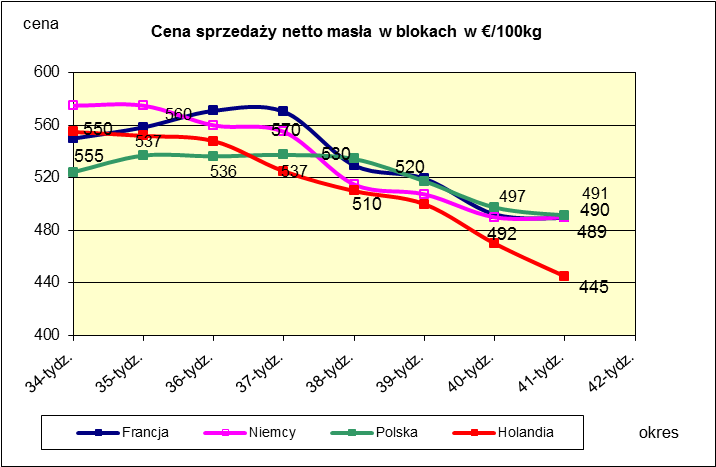 cena
Cena sprzedaży netto masła w blokach w €/100kg
600
560
520
480
440
400
550
555
537
560
536
570
537
530
510
520
497
492
491
490
489
445
34-tydz.
35-tydz.
36-tydz.
37-tydz.
38-tydz.
39-tydz.
40-tydz.
41-tydz.
42-tydz.
Francja
Niemcy
Polska
Holandia
okres